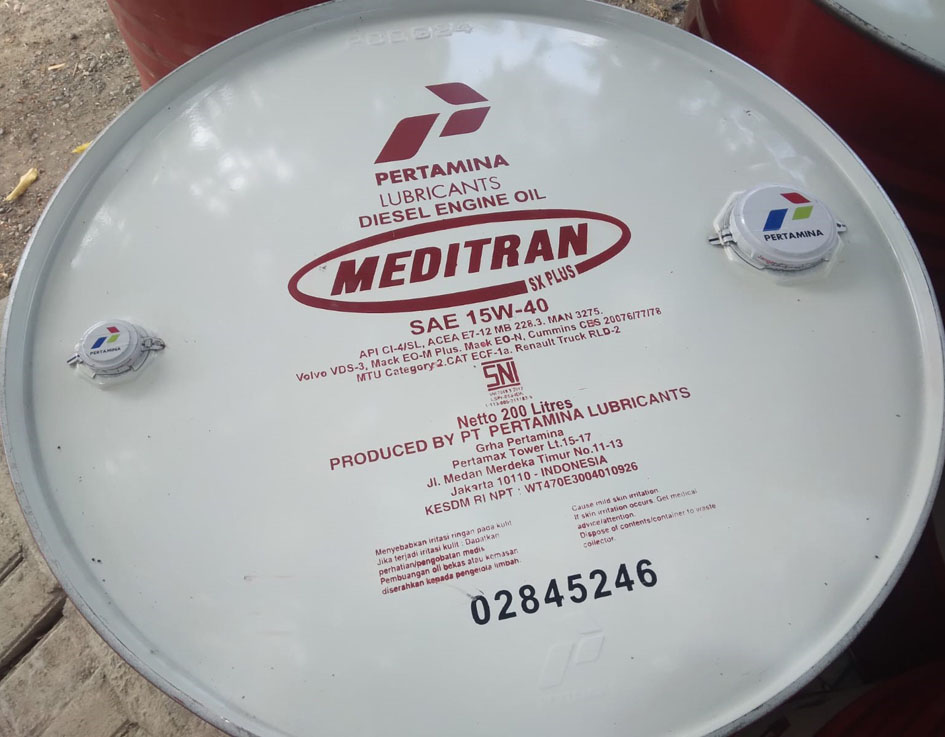 PERTAMINA
LUBRICANTS
DIESEL ENGINE OIL
MEDITRAN
SX PLUS
SAE 15W-40
API CI-4/SL, ACEA E7-12 MB 228.3. MAN 3275.
Volvo VDS-3, Mack EO-M Plus. Mack EO-N, Cummins CBS 20076/77/78
MTU Category 2.CAT ECF-1a. Renault Truck RLD-2
SNI
Netto 200 Litres
PRODUCED BY PT PERTAMINA LUBRICANTS
Grha Pertamina
Pertamax Tower Lt.15-17
Jl. Medan Merdeka Timur No.11-13
Jakarta 10110 - INDONESIA
KESDM RI NPT : WT470E3004010926
Menyebabkan iritasi ringan pada kulit
Jika terjadi iritasi kulit : Dapatkan
perhatian/pengobatan medis
Pembuangan oli bekas atau kemasan
diserahkan kepada pengelola limbah.
Cause mild skin irritation
If skin irritation occurs. Get medical
advice/attention.
Dispose of contents/container to waste
collector.
02845246
PERTAMINA
PERTAMINA